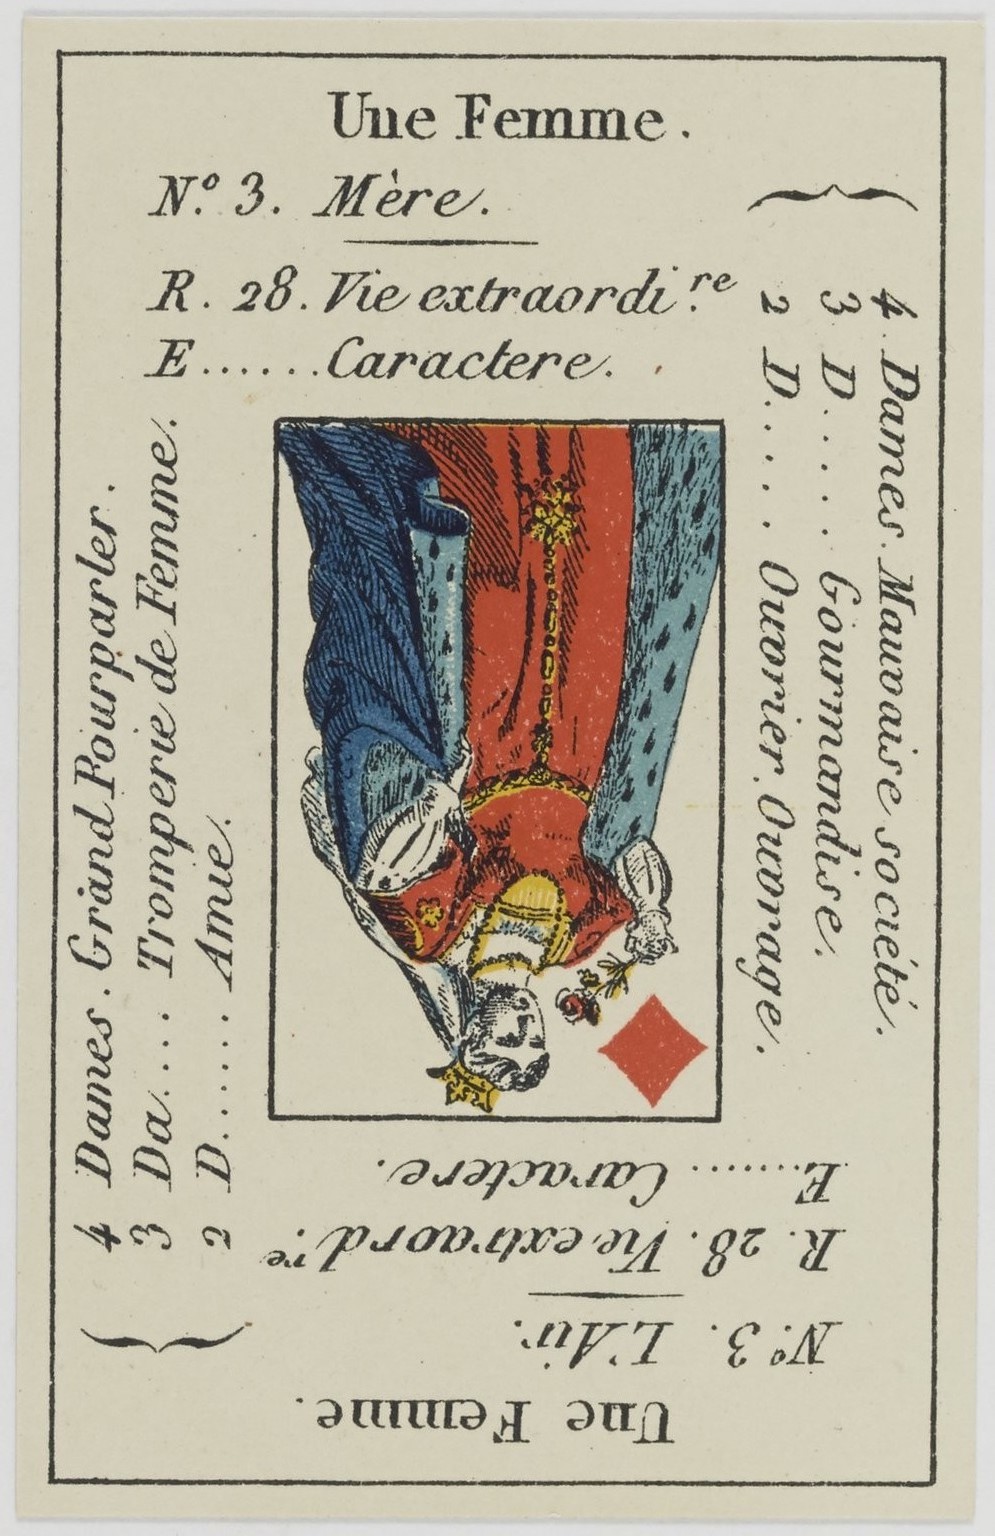 Une Femme.
N.º 3. Mère.
R. 28. Vie extraordi.re
E......Caractere.
4 Dames. Mauvaise société.
3 D..... Gourmandise.
2 D..... Ouvrier. Ouvrage.
4 Dames. Grand Pourparler.
3 Da.... Tromperie de Femme.
2 D..... Amie.
Une Femme.
N.º 3. L'Air.
R. 28. Vie extraord.re
E....... Caractere.